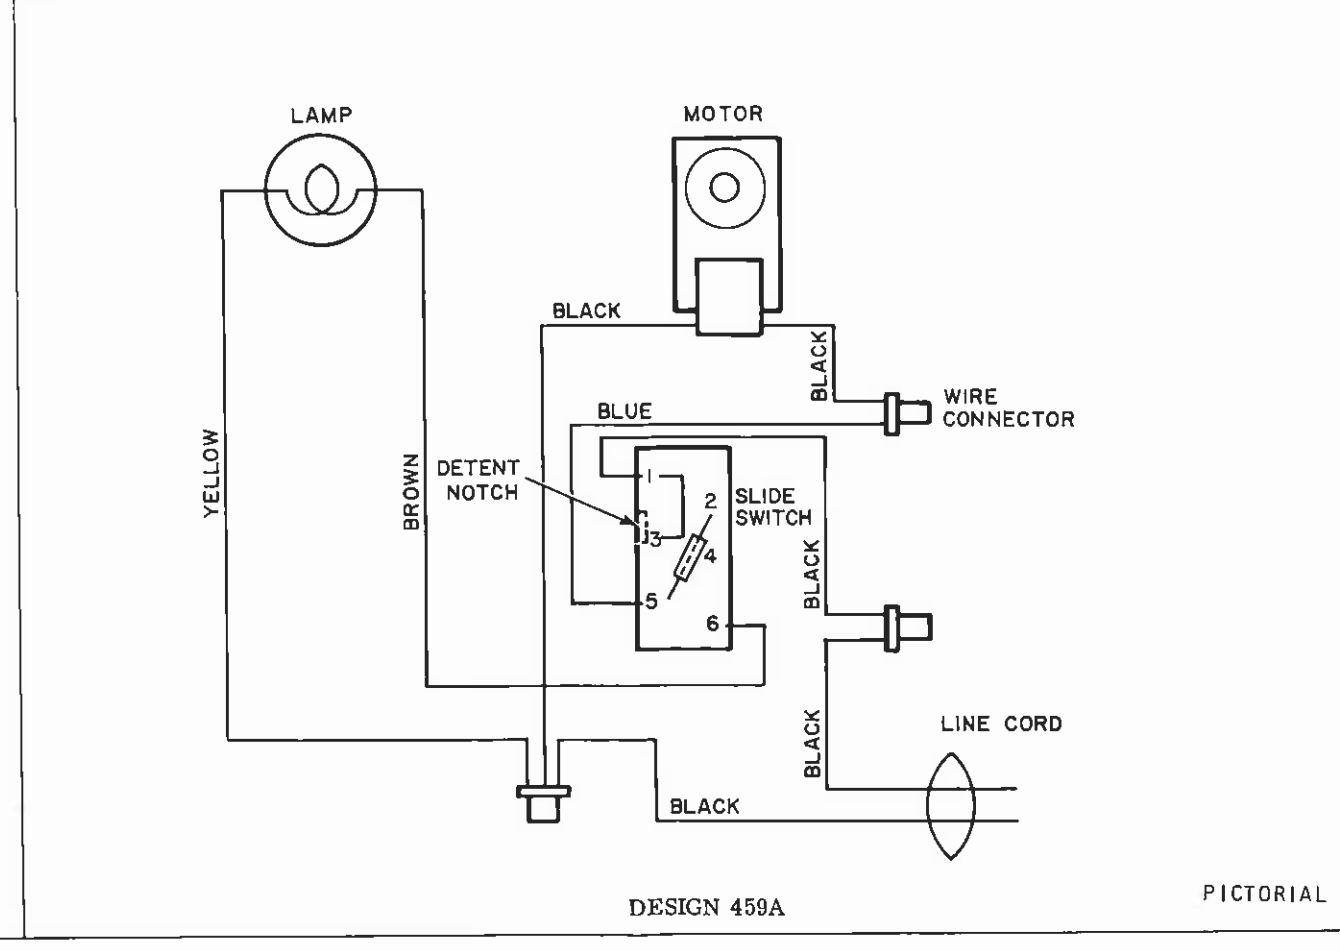 LAMP
MOTOR
BLACK
BLACK
WIRE
CONNECTOR
BLUE
YELLOW
BROWN
DETENT
NOTCH
1
2
SLIDE
SWITCH
3
4
BLACK
5
6
BLACK
LINE CORD
BLACK
DESIGN 459A
PICTORIAL